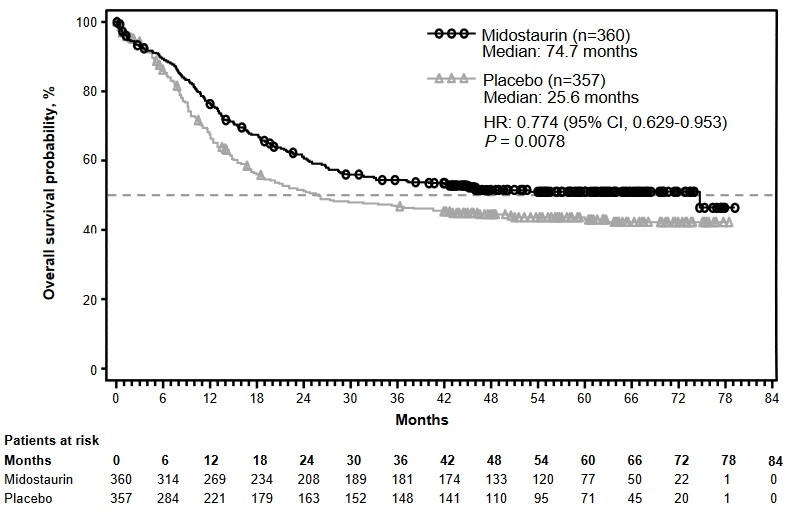 Overall survival probability, %
100
80
60
40
20
0
Midostaurin (n=360)
Median: 74.7 months
Placebo (n=357)
Median: 25.6 months
HR: 0.774 (95% CI, 0.629-0.953)
P = 0.0078
0 6 12 18 24 30 36 42 48 54 60 66 72 78 84
Months
Patients at risk
Months 0 6 12 18 24 30 36 42 48 54 60 66 72 78 84
Midostaurin 360 314 269 234 208 189 181 174 133 120 77 50 22 1 0
Placebo 357 284 221 179 163 152 148 141 110 95 71 45 20 1 0